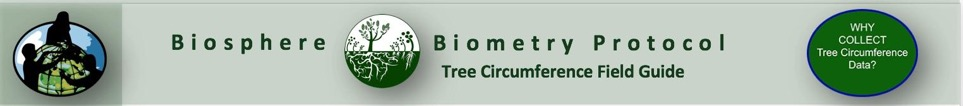 Biosphere Biometry Protocol
Tree Circumference Field Guide
WHY
COLLECT
Tree Circumference
Data?